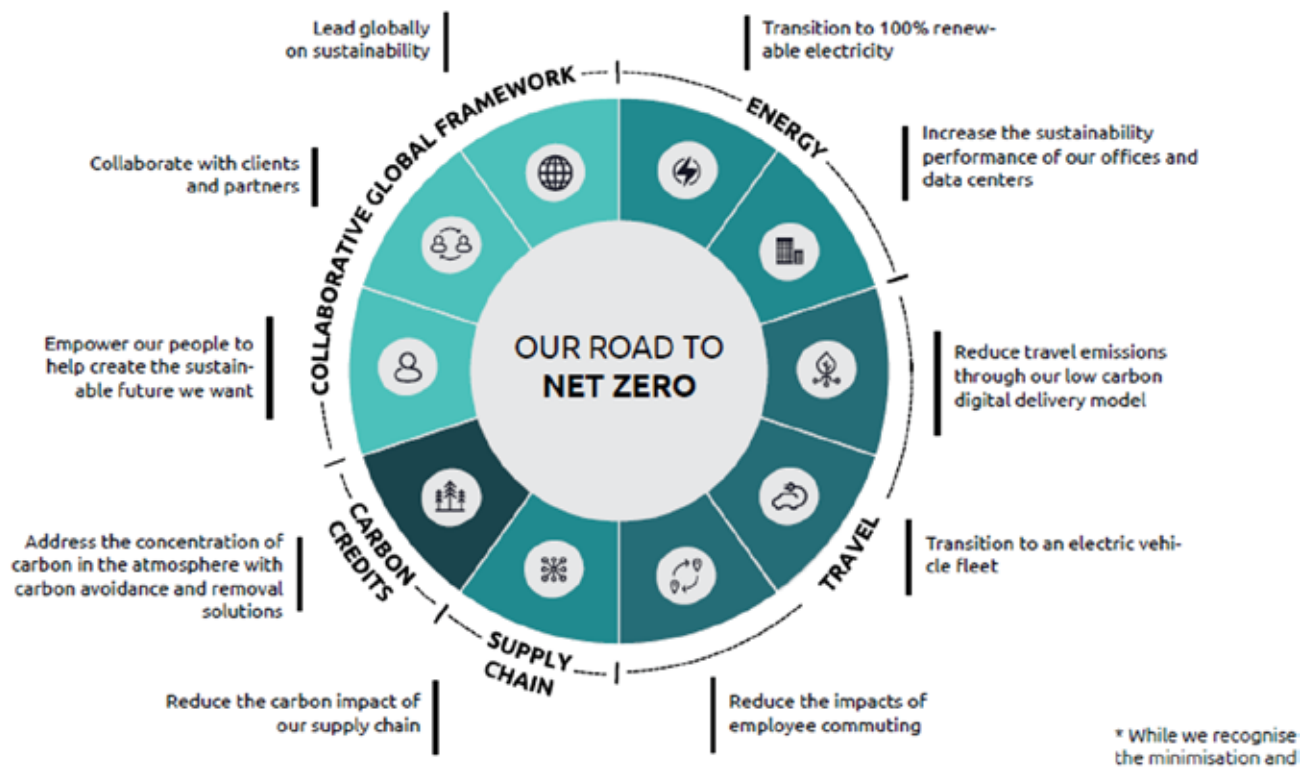 Lead globally
on sustainability
Transition to 100% renew-
able electricity
COLLABORATIVE GLOBAL FRAMEWORK
ENERGY
Collaborate with clients
and partners
Increase the sustainability
performance of our offices and
data centers
OUR ROAD TO
NET ZERO
Empower our people to
help create the sustain-
able future we want
Reduce travel emissions
through our low carbon
digital delivery model
CARBON
CREDITS
TRAVEL
Address the concentration of
carbon in the atmosphere with
carbon avoidance and removal
solutions
Transition to an electric vehi-
cle fleet
SUPPLY
CHAIN
Reduce the carbon impact of
our supply chain
Reduce the impacts of
employee commuting
* While we recognise
the minimisation and